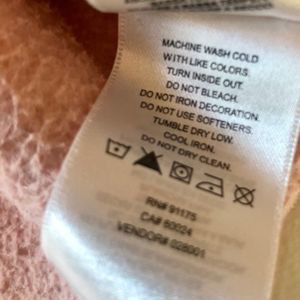 MACHINE WASH COLD
WITH LIKE COLORS.
TURN INSIDE OUT.
DO NOT BLEACH.
DO NOT IRON DECORATION.
DO NOT USE SOFTENERS.
TUMBLE DRY LOW.
COOL IRON.
DO NOT DRY CLEAN.
RN# 91175
CA# 60024
VENDOR# 028001